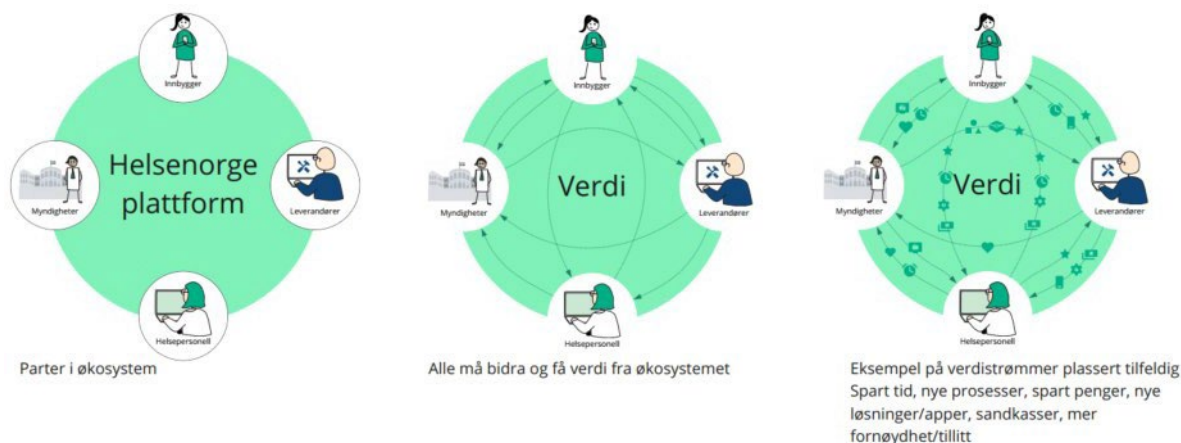 Innbygger
Helsenorge
plattform
Myndigheter
Leverandører
Helsepersonell
Parter i økosystem
Innbygger
Verdi
Myndigheter
Leverandører
Helsepersonell
Alle må bidra og få verdi fra økosystemet
Innbygger
Verdi
Myndigheter
Leverandører
Helsepersonell
Eksempel på verdistrømmer plassert tilfeldig
Spart tid, nye prosesser, spart penger, nye
løsninger/apper, sandkasser, mer
fornøydhet/tillitt